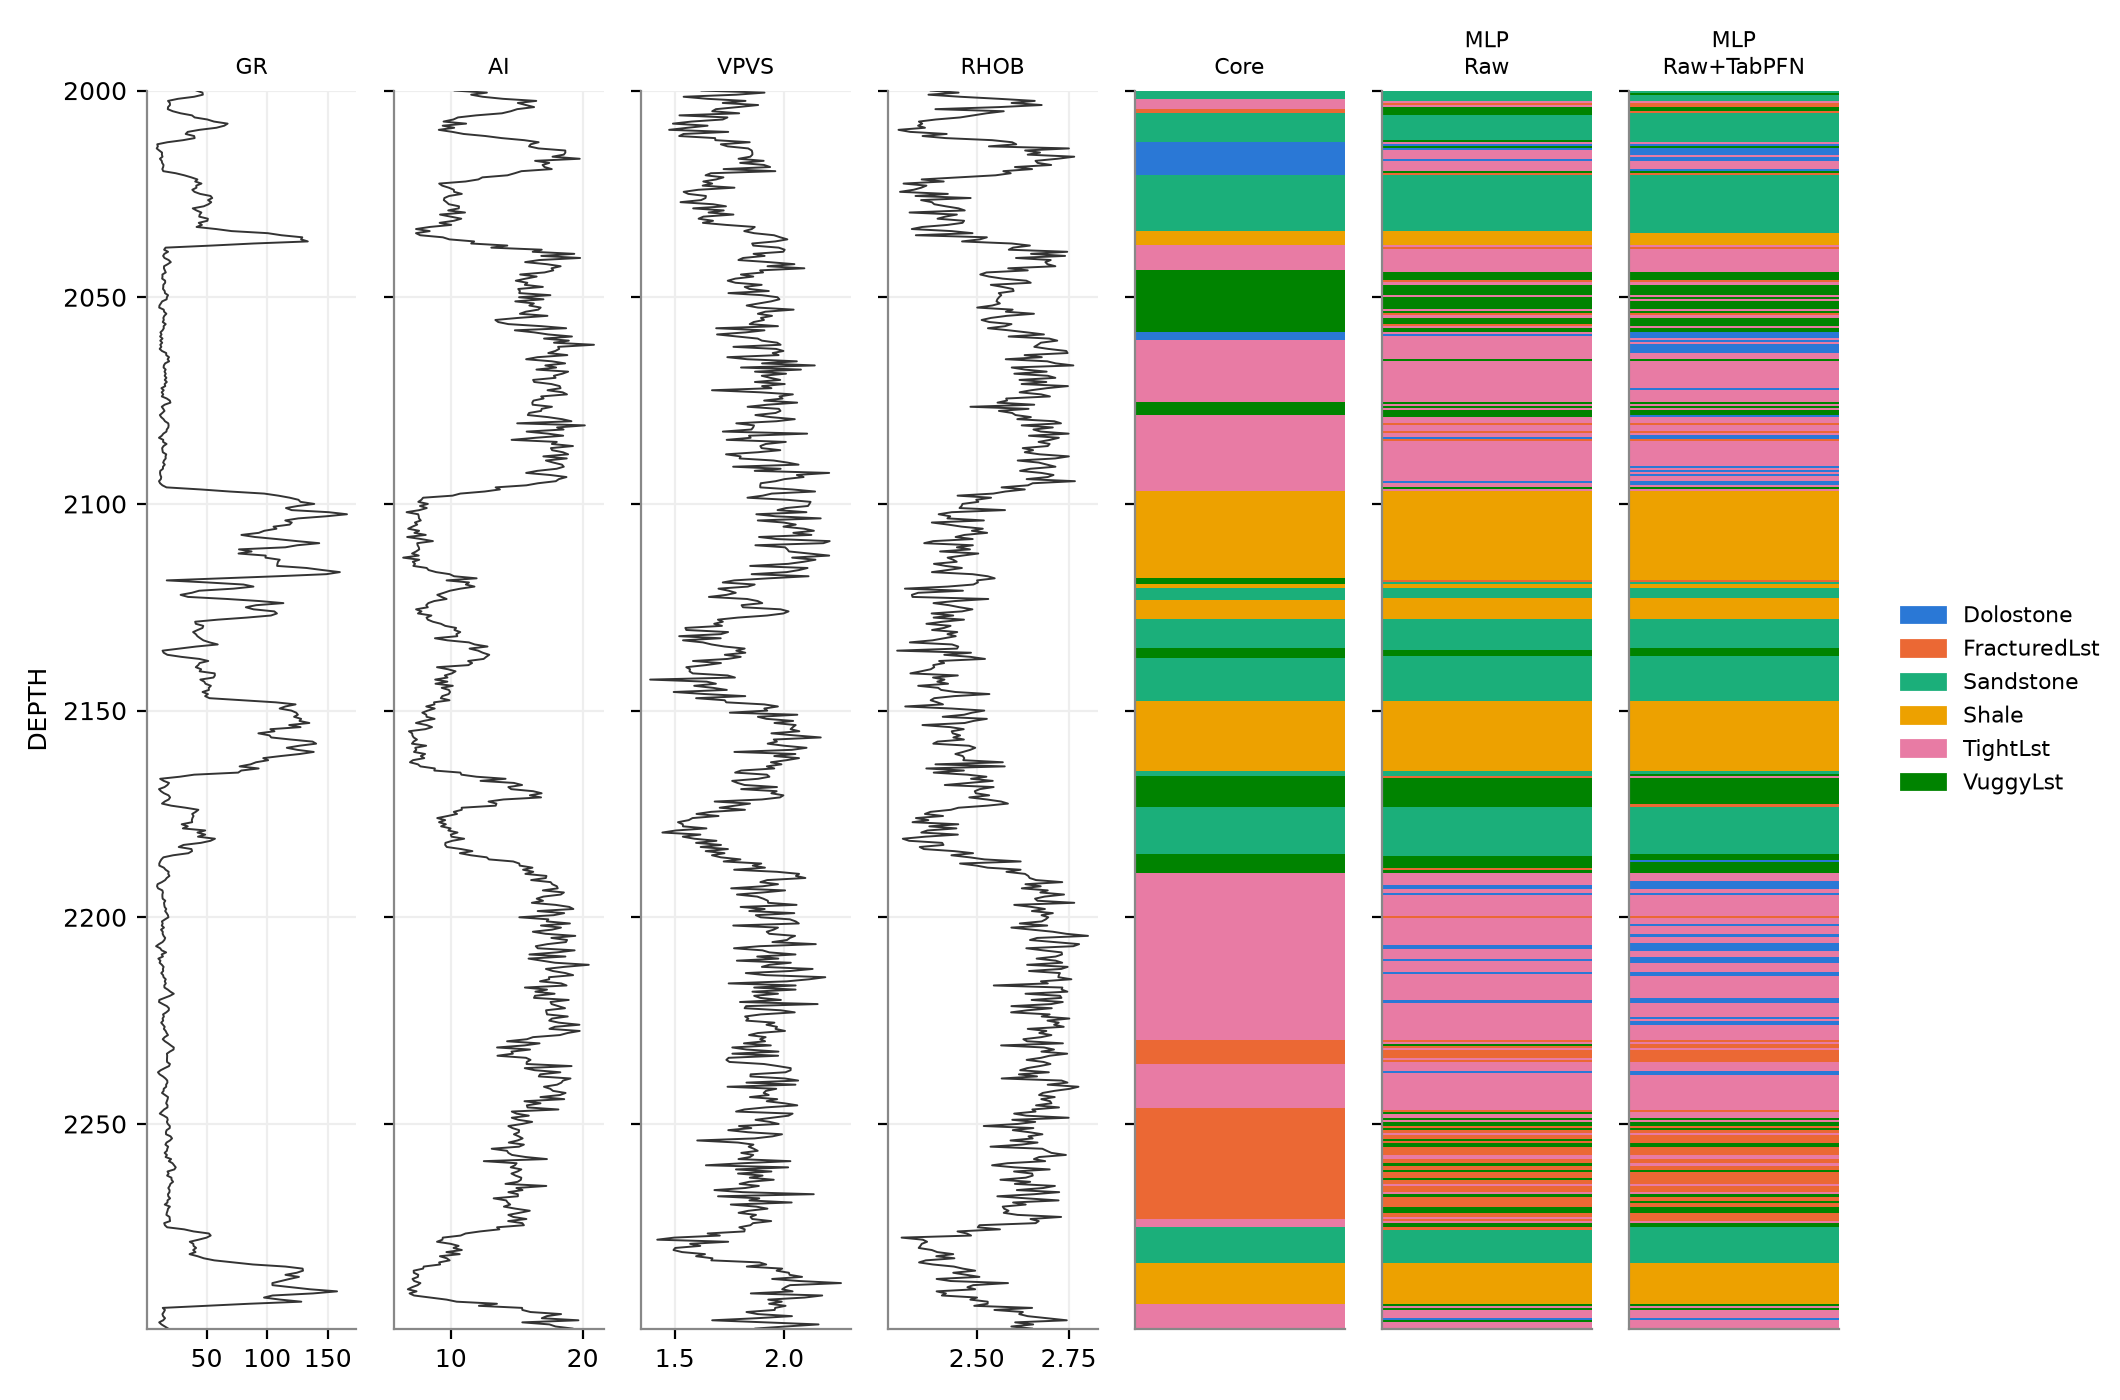 GR
AI
VPVS
RHOB
Core
MLP
Raw
MLP
Raw+TabPFN
2000
2050
2100
2150
2200
2250
DEPTH
50 100 150
10 20
1.5 2.0
2.50 2.75
Dolostone
FracturedLst
Sandstone
Shale
TightLst
VuggyLst